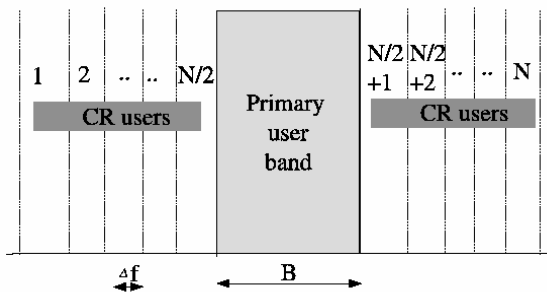 1 2 .. .. N/2
CR users
Primary
user
band
N/2 N/2
+1 +2 .. .. N
CR users
Δf
B